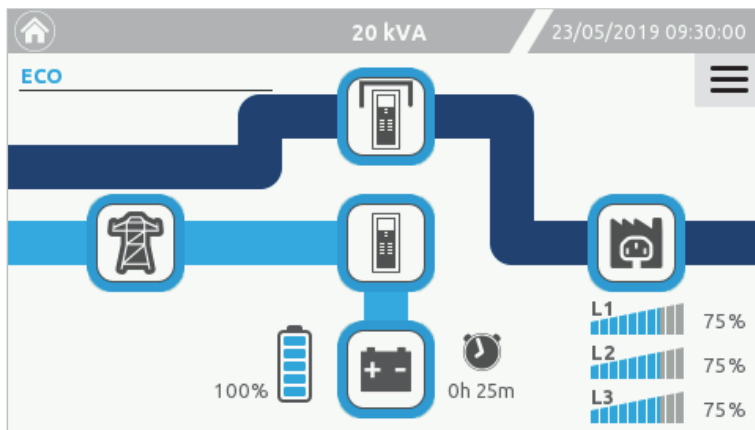 20 kVA
23/05/2019 09:30:00
ECO
L1
75%
L2
75%
100%
+ -
0h 25m
L3
75%